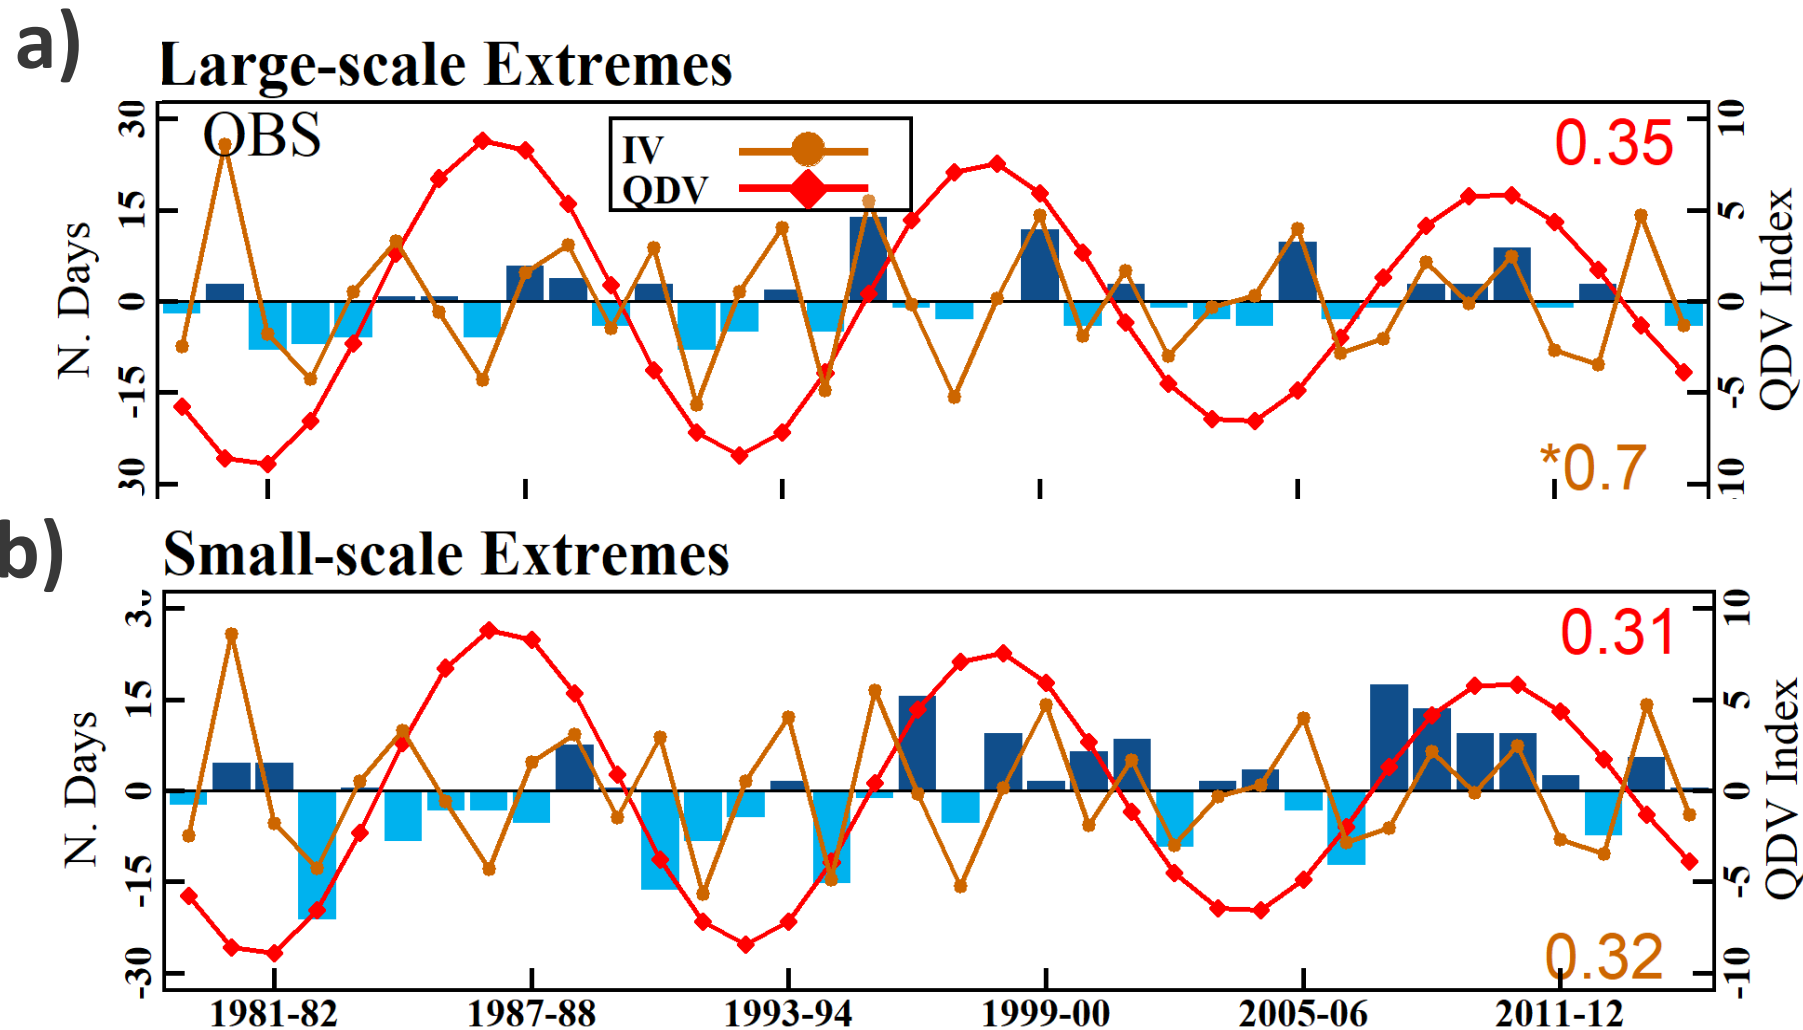 a)
Large-scale Extremes
OBS
IV
QDV
0.35
*0.7
N. Days
30
15
0
-15
30
QDV Index
10
5
0
-5
10
b)
Small-scale Extremes
0.31
0.32
N. Days
30
15
0
-15
-30
QDV Index
10
5
0
-5
-10
1981-82 1987-88 1993-94 1999-00 2005-06 2011-12